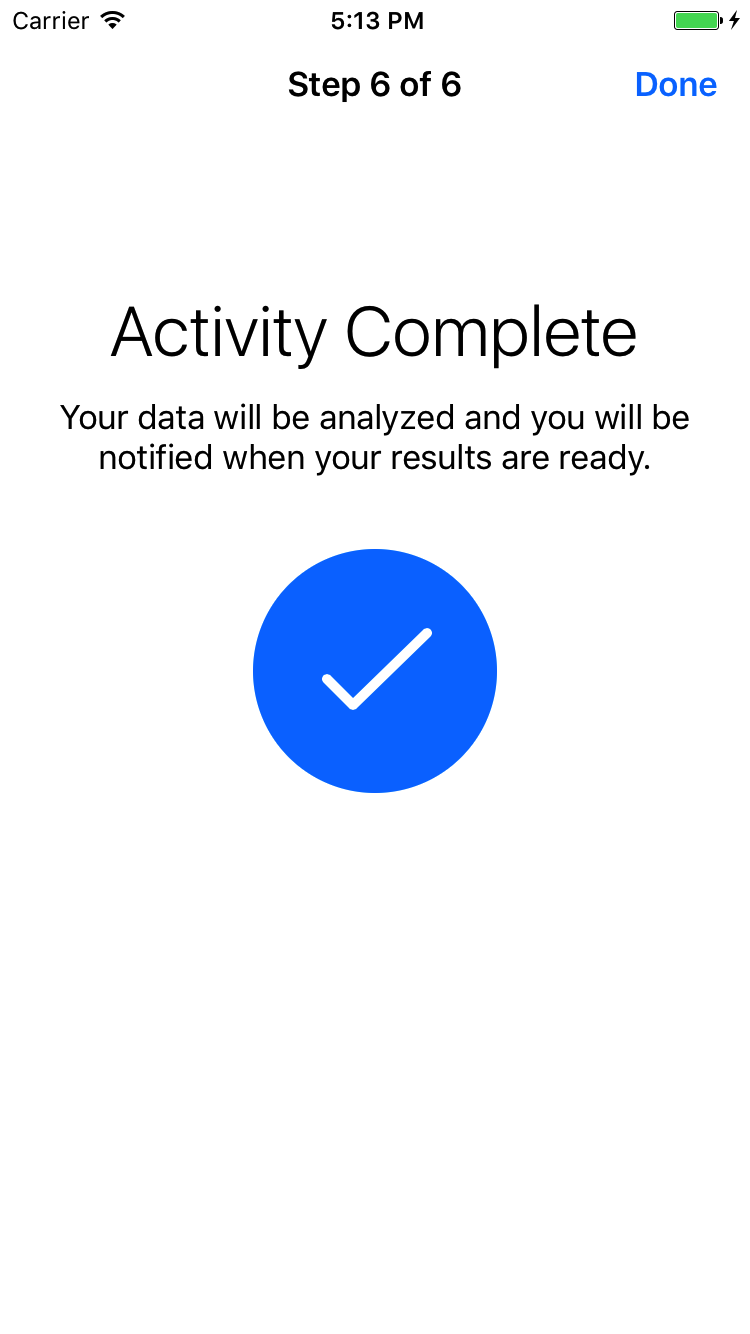 Carrier 5:13 PM
Step 6 of 6 Done
Activity Complete
Your data will be analyzed and you will be
notified when your results are ready.